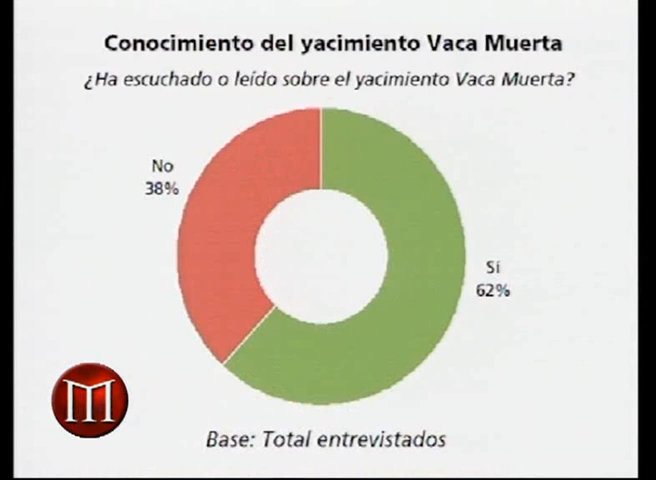 Conocimiento del yacimiento Vaca Muerta
¿Ha escuchado o leído sobre el yacimiento Vaca Muerta?
No
38%
Sí
62%
M
Base: Total entrevistados